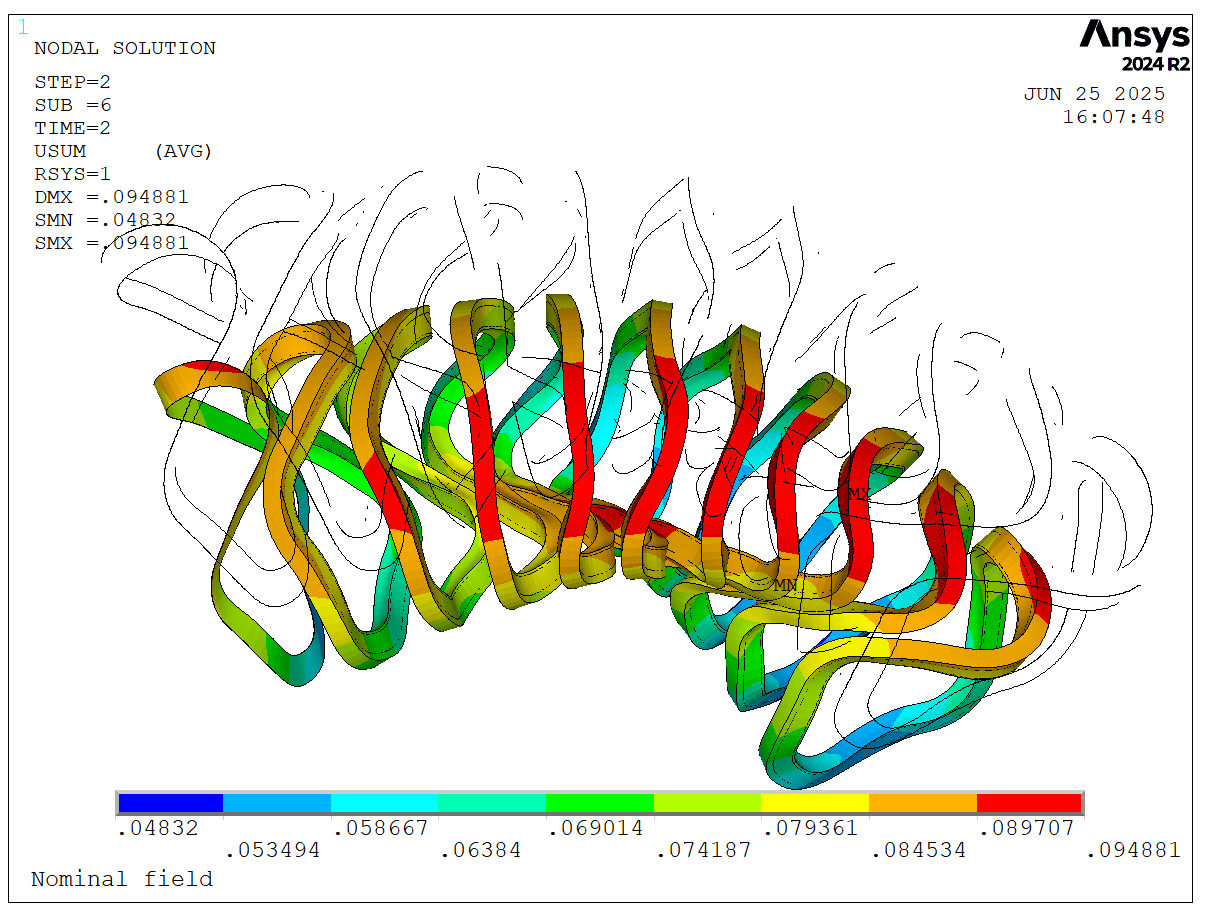 1
NODAL SOLUTION
STEP=2
SUB =6
TIME=2
USUM (AVG)
RSYS=1
DMX =.094881
SMN =.04832
SMX =.094881
Ansys
2024 R2
JUN 25 2025
16:07:48
MX
MN
.04832 .058667 .069014 .079361 .089707
.053494 .06384 .074187 .084534 .094881
Nominal field